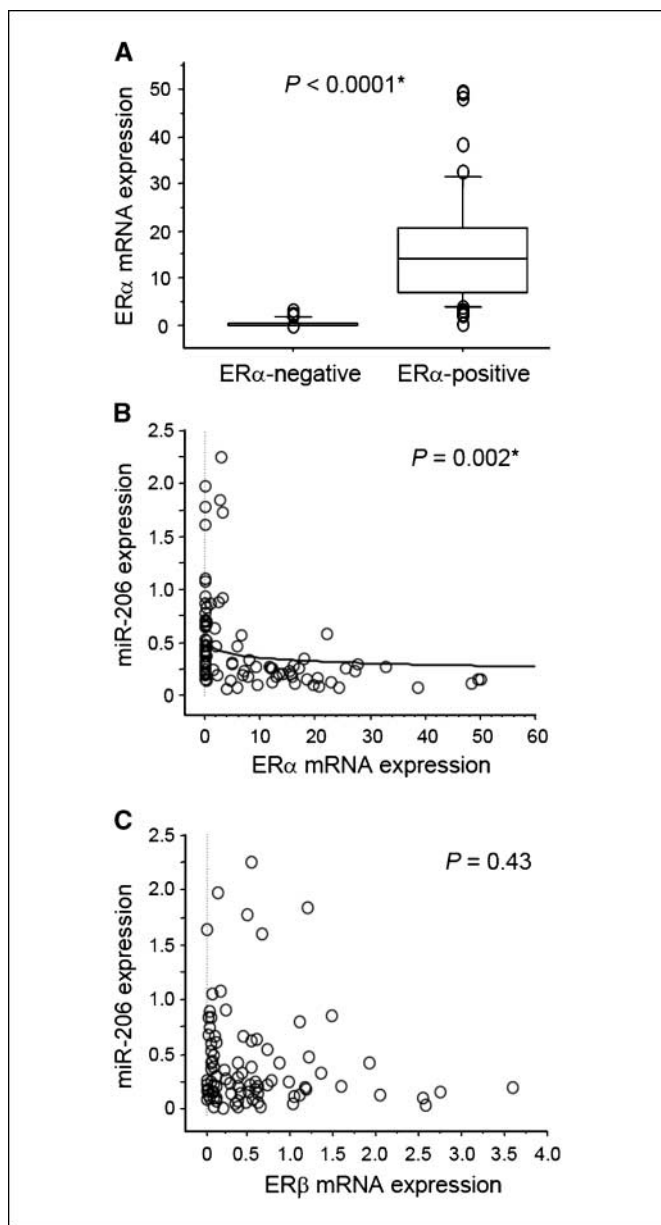 A
P < 0.0001*
ERα mRNA expression
50
40
30
20
10
0
ERα-negative ERα-positive
B
P = 0.002*
miR-206 expression
2.5
2.0
1.5
1.0
0.5
0
0 10 20 30 40 50 60
ERα mRNA expression
C
P = 0.43
miR-206 expression
2.5
2.0
1.5
1.0
0.5
0
0 0.5 1.0 1.5 2.0 2.5 3.0 3.5 4.0
ERβ mRNA expression